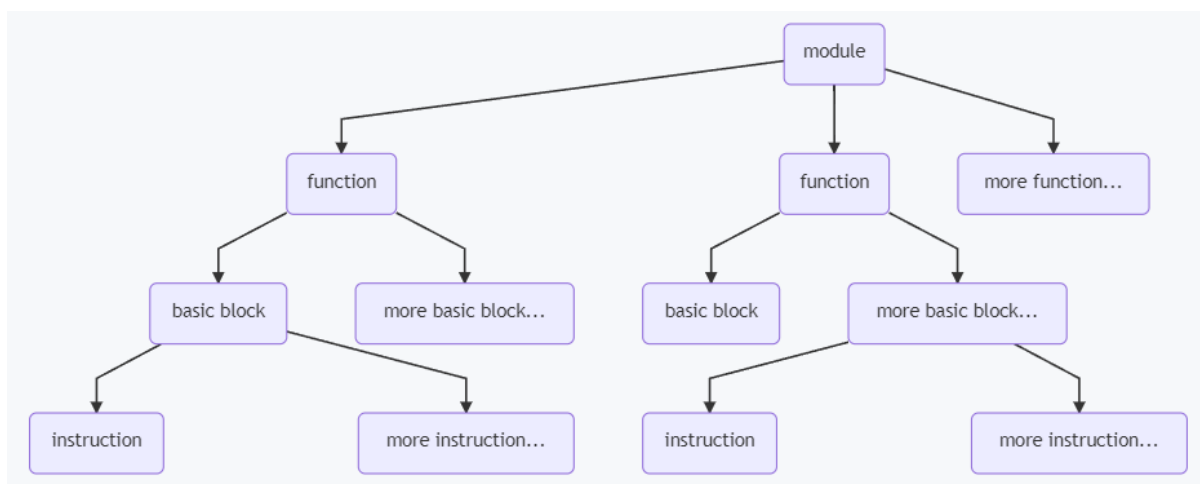 module
function
function
more function...
basic block
more basic block...
basic block
more basic block...
instruction
more instruction...
instruction
more instruction...